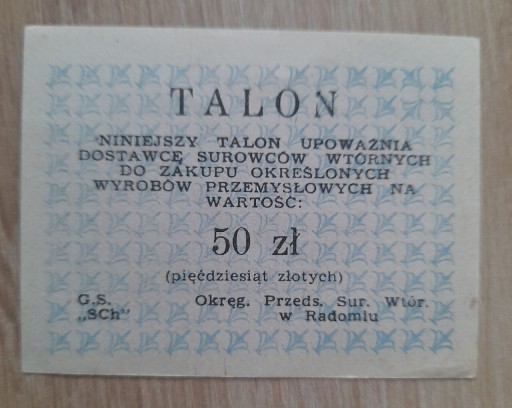 TALON
NINIEJSZY TALON UPOWAŻNIA
DOSTAWCĘ SUROWCÓW WTÓRNYCH
DO ZAKUPU OKREŚLONYCH
WYROBÓW PRZEMYSŁOWYCH NA
WARTOŚĆ:
50 zł
(pięćdziesiąt złotych)
G.S. Okręg. Przeds. Sur. Wtór.
„SCh" w Radomiu